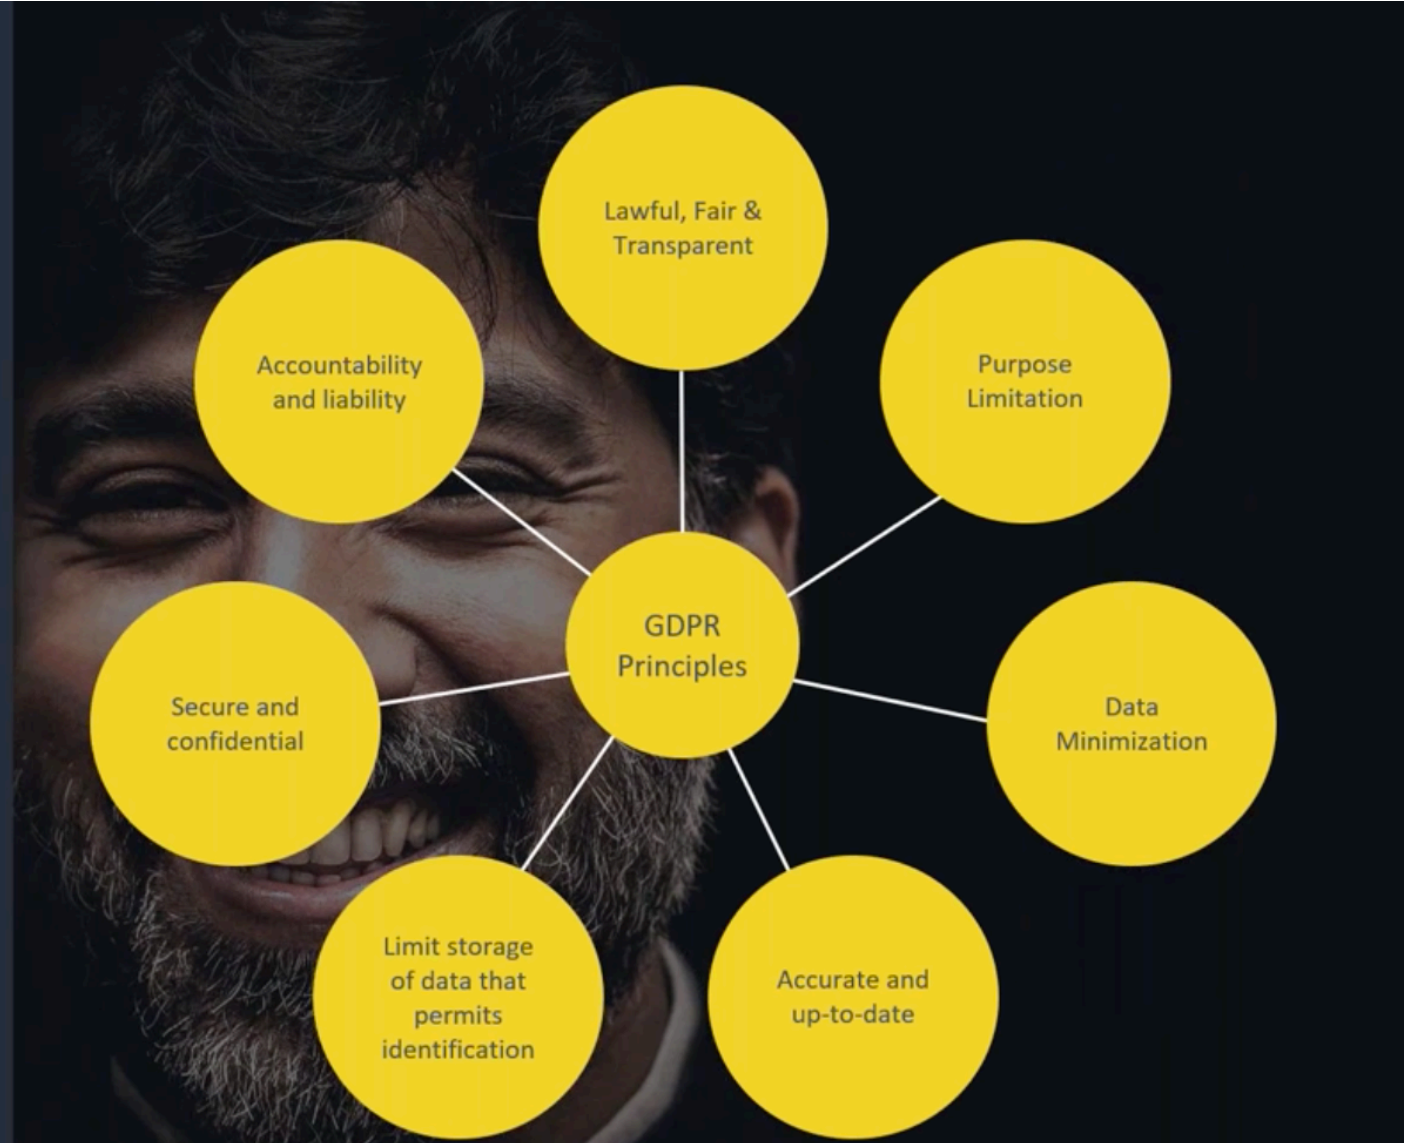 Lawful, Fair &
Transparent
Purpose
Limitation
Data
Minimization
Accurate and
up-to-date
Limit storage
of data that
permits
identification
Secure and
confidential
Accountability
and liability
GDPR
Principles